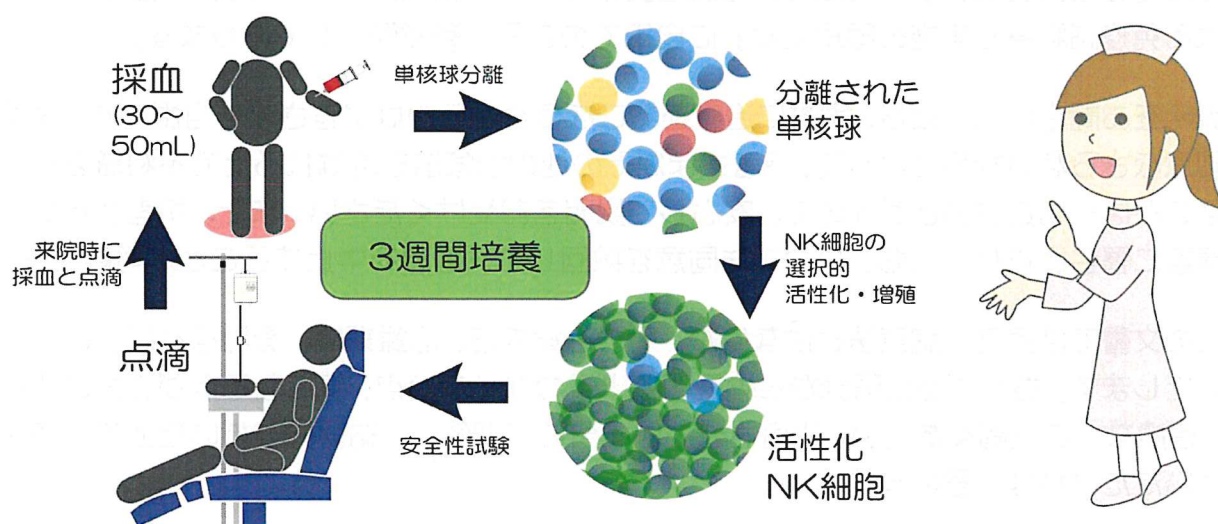 採血
(30〜
50mL)
単核球分離
分離された
単核球
NK細胞の
選択的
活性化・増殖
3週間培養
活性化
NK細胞
安全性試験
点滴
来院時に
採血と点滴